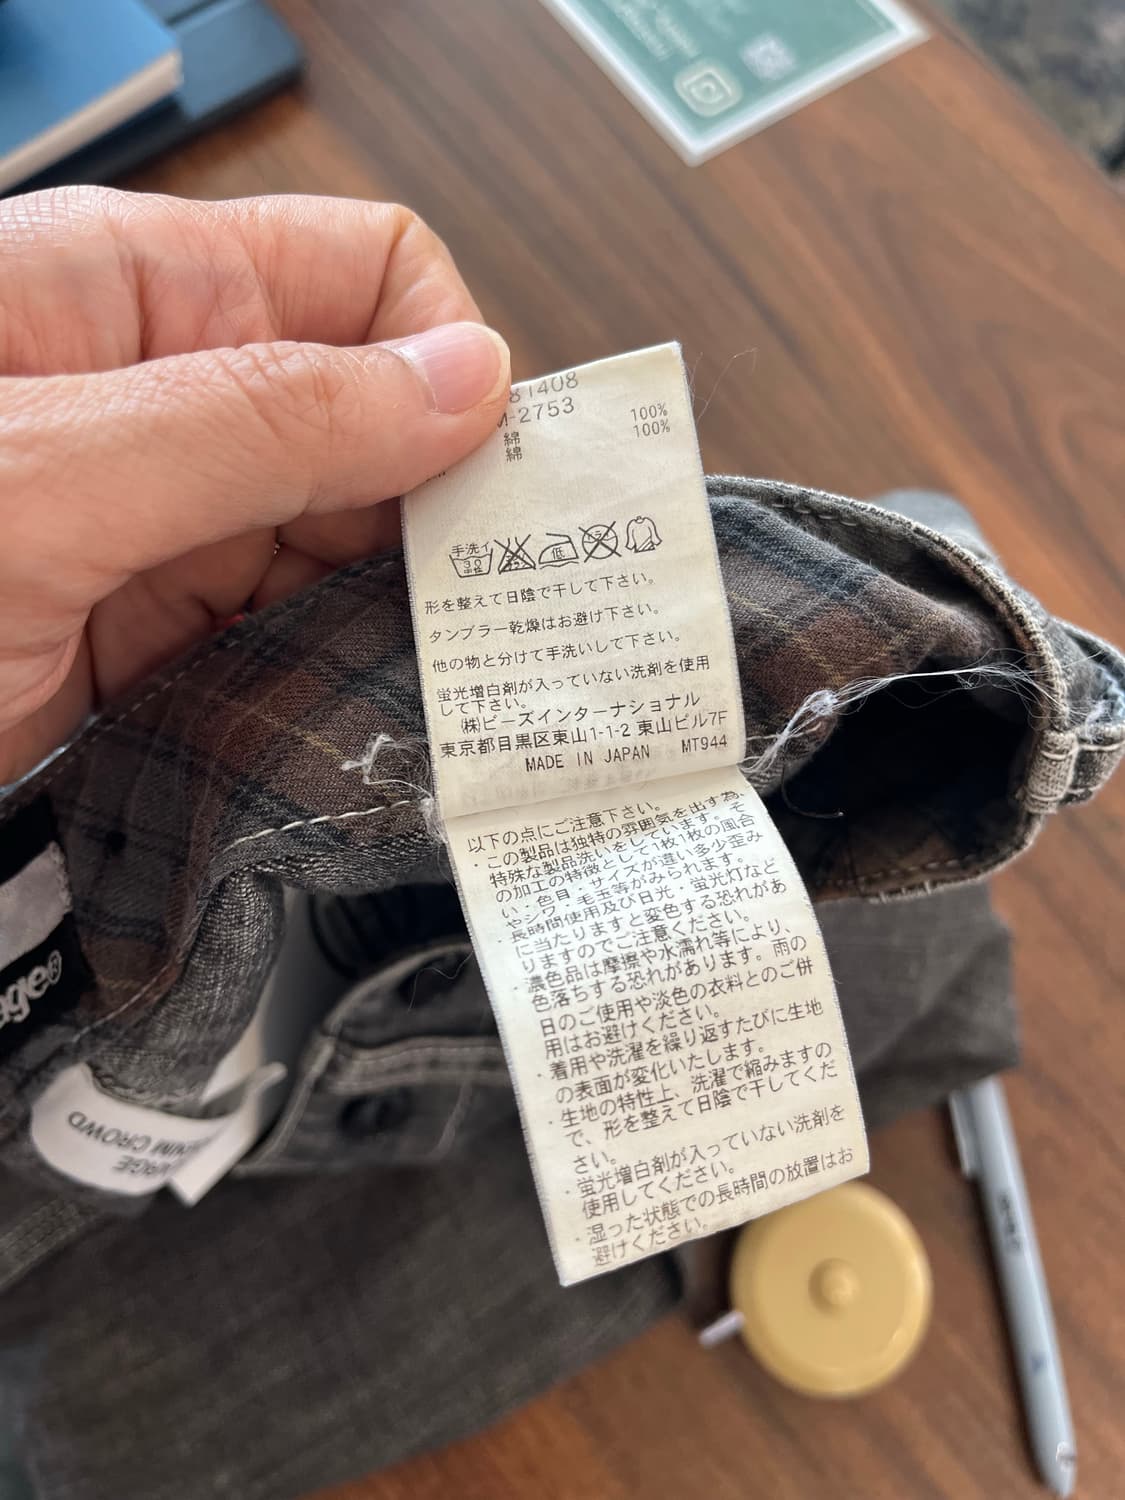 81408
M-2753
綿 100%
綿 100%
手洗イ
30
中性
低
形を整えて日陰で干して下さい。
タンブラー乾燥はお避け下さい。
他の物と分けて手洗いして下さい。
蛍光増白剤が入っていない洗剤を使用
して下さい。
㈱ビーズインターナショナル
東京都目黒区東山1-1-2 東山ビル7F
MADE IN JAPAN MT944
以下の点にご注意下さい。
・この製品は独特の雰囲気を出す為、
特殊な製品洗いをしています。そ
の加工の特徴として1枚1枚の風合
い・色目・サイズが違い多少歪み
やシワ、毛玉等がみられます。
・長時間使用及び日光・蛍光灯など
に当たりますと変色する恐れがあ
りますのでご注意ください。
・濃色品は摩擦や水濡れ等により、
色落ちする恐れがあります。雨の
日のご使用や淡色の衣料とのご併
用はお避けください。
・着用や洗濯を繰り返すたびに生地
の表面が変化いたします。
・生地の特性上、洗濯で縮みますの
で、形を整えて日陰で干してくだ
さい。
・蛍光増白剤が入っていない洗剤を
使用してください。
・湿った状態での長時間の放置はお
避けください。
age®
CROWD